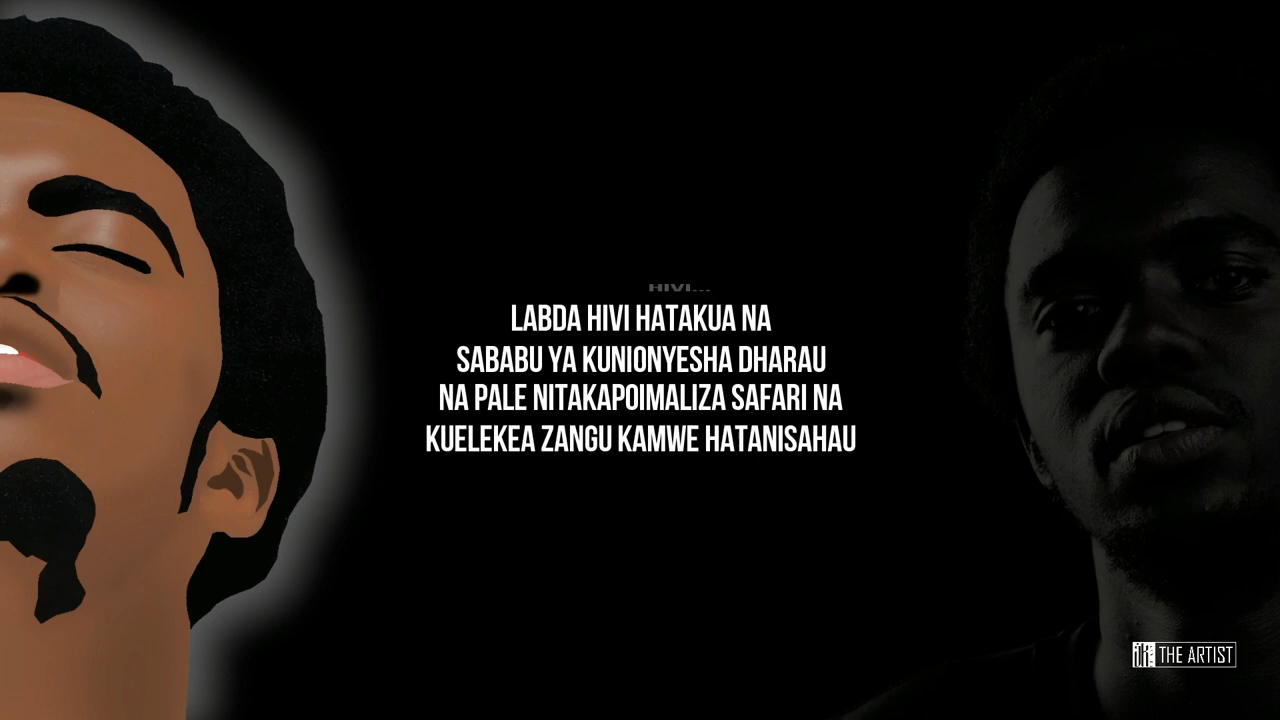 HIVI...
LABDA HIVI HATAKUA NA
SABABU YA KUNIONYESHA DHARAU
NA PALE NITAKAPOIMALIZA SAFARI NA
KUELEKEA ZANGU KAMWE HATANISAHAU
THE ARTIST